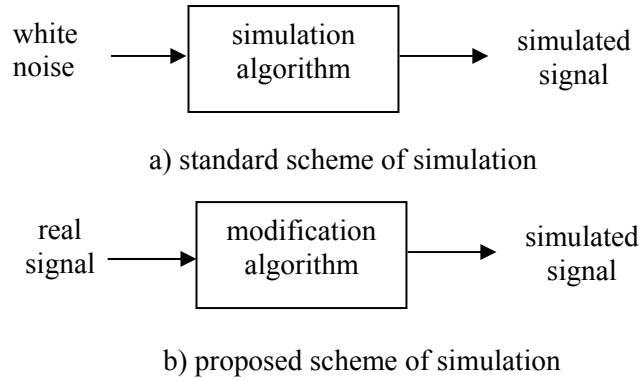 white
noise
simulation
algorithm
simulated
signal
a) standard scheme of simulation
real
signal
modification
algorithm
simulated
signal
b) proposed scheme of simulation